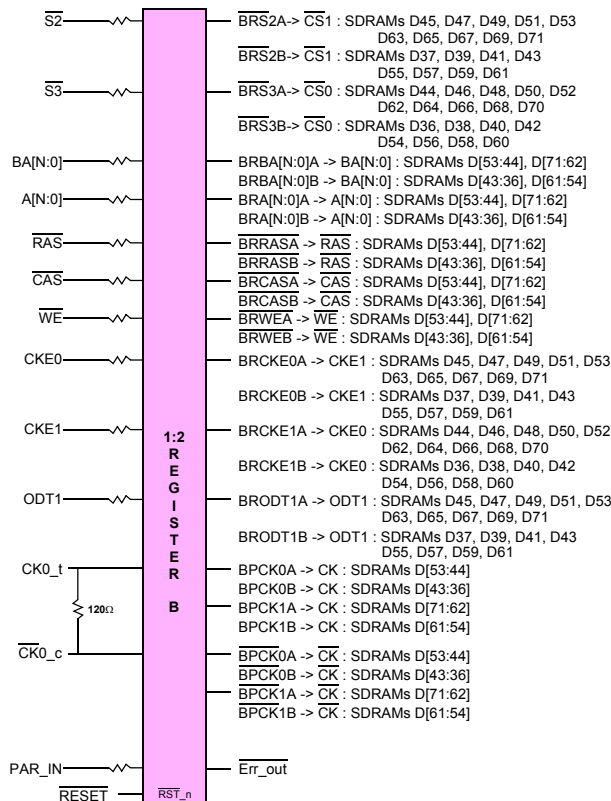 S2
BRS2A-> CS1 : SDRAMs D45, D47, D49, D51, D53
D63, D65, D67, D69, D71
BRS2B-> CS1 : SDRAMs D37, D39, D41, D43
D55, D57, D59, D61
S3
BRS3A-> CS0 : SDRAMs D44, D46, D48, D50, D52
D62, D64, D66, D68, D70
BRS3B-> CS0 : SDRAMs D36, D38, D40, D42
D54, D56, D58, D60
BA[N:0]
BRBA[N:0]A -> BA[N:0] : SDRAMs D[53:44], D[71:62]
BRBA[N:0]B -> BA[N:0] : SDRAMs D[43:36], D[61:54]
A[N:0]
BRA[N:0]A -> A[N:0] : SDRAMs D[53:44], D[71:62]
BRA[N:0]B -> A[N:0] : SDRAMs D[43:36], D[61:54]
RAS
BRRASA -> RAS : SDRAMs D[53:44], D[71:62]
BRRASB -> RAS : SDRAMs D[43:36], D[61:54]
CAS
BRCASA -> CAS : SDRAMs D[53:44], D[71:62]
BRCASB -> CAS : SDRAMs D[43:36], D[61:54]
WE
BRWEA -> WE : SDRAMs D[53:44], D[71:62]
BRWEB -> WE : SDRAMs D[43:36], D[61:54]
CKE0
BRCKE0A -> CKE1 : SDRAMs D45, D47, D49, D51, D53
D63, D65, D67, D69, D71
BRCKE0B -> CKE1 : SDRAMs D37, D39, D41, D43
D55, D57, D59, D61
CKE1
BRCKE1A -> CKE0 : SDRAMs D44, D46, D48, D50, D52
D62, D64, D66, D68, D70
BRCKE1B -> CKE0 : SDRAMs D36, D38, D40, D42
D54, D56, D58, D60
1:2
REGISTER B
ODT1
BRODT1A -> ODT1 : SDRAMs D45, D47, D49, D51, D53
D63, D65, D67, D69, D71
BRODT1B -> ODT1 : SDRAMs D37, D39, D41, D43
D55, D57, D59, D61
CK0_t
BPCK0A -> CK : SDRAMs D[53:44]
BPCK0B -> CK : SDRAMs D[43:36]
120Ω
BPCK1A -> CK : SDRAMs D[71:62]
BPCK1B -> CK : SDRAMs D[61:54]
CK0_c
BPCK0A -> CK : SDRAMs D[53:44]
BPCK0B -> CK : SDRAMs D[43:36]
BPCK1A -> CK : SDRAMs D[71:62]
BPCK1B -> CK : SDRAMs D[61:54]
PAR_IN
Err_out
RESET
RST_n